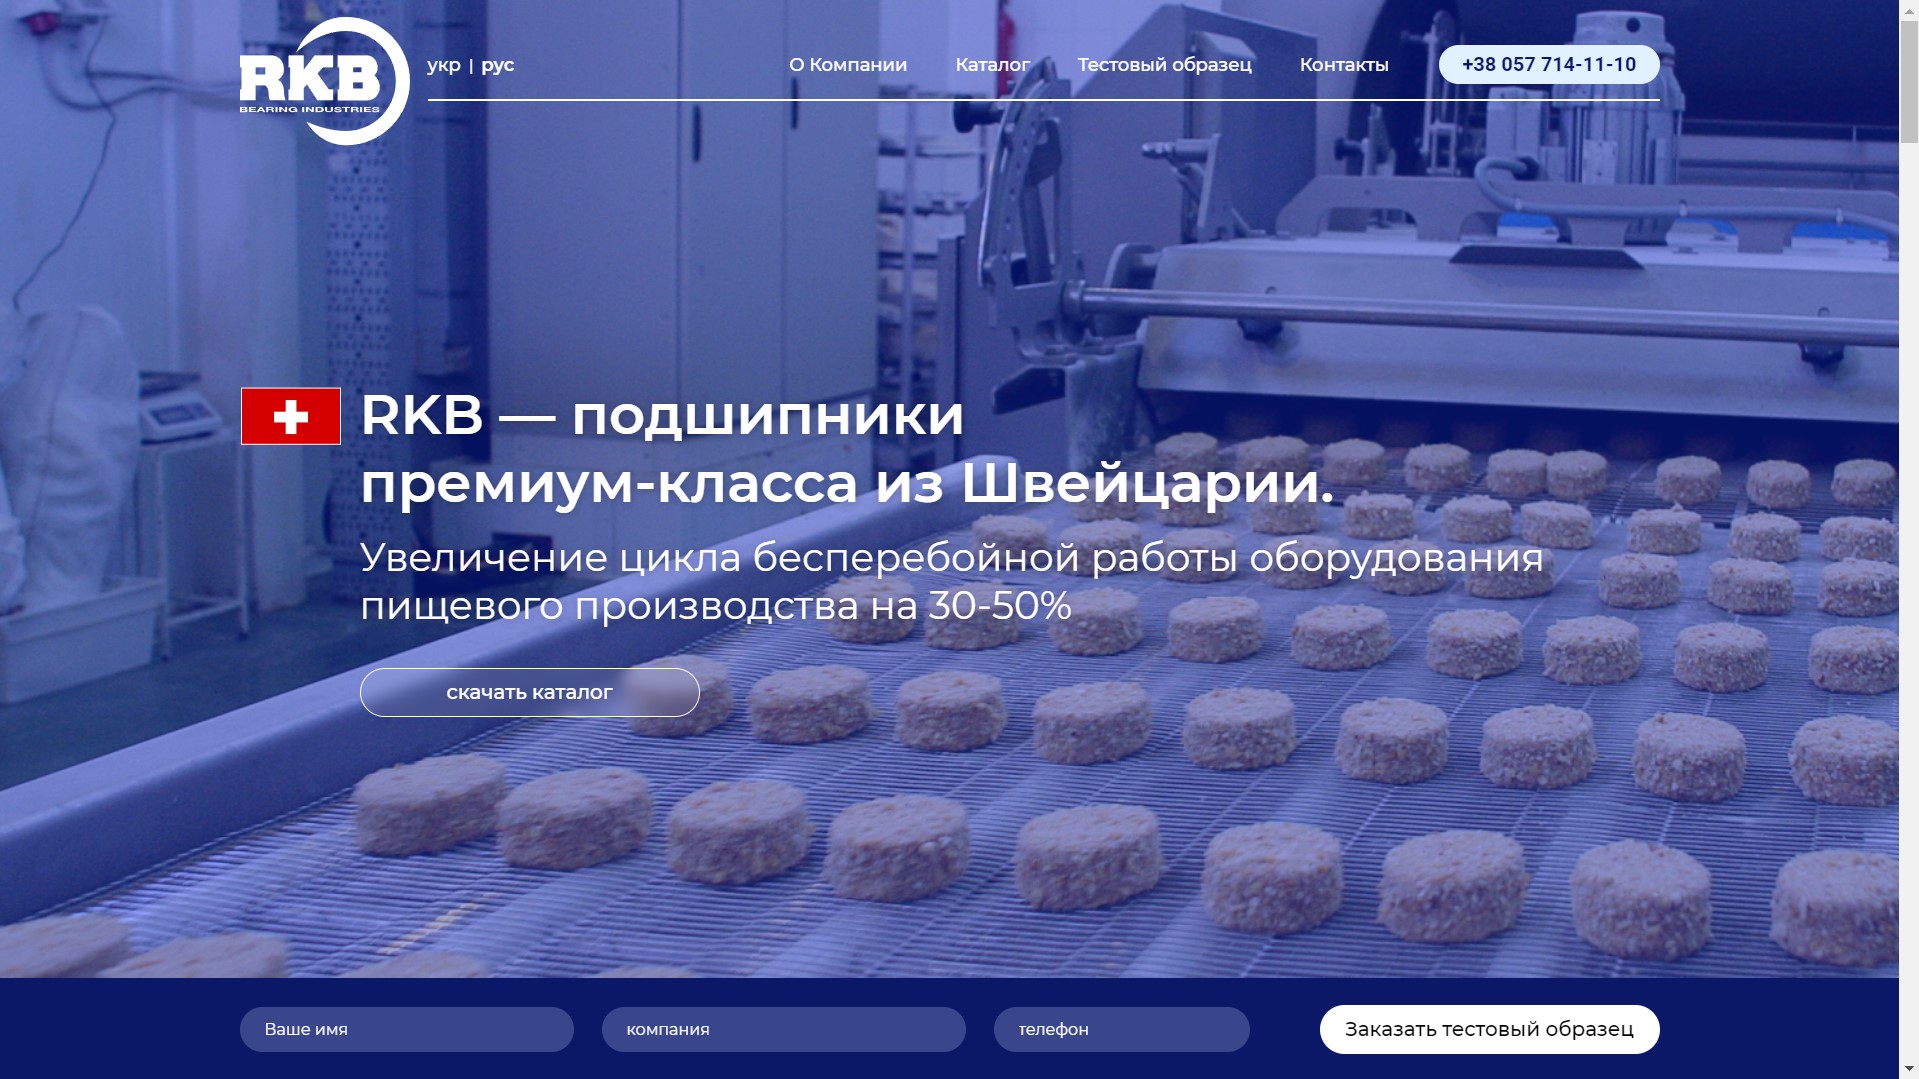 RKB
BEARING INDUSTRIES
укр | рус
О Компании
Каталог
Тестовый образец
Контакты
+38 057 714-11-10
RKB — подшипники
премиум-класса из Швейцарии.
Увеличение цикла бесперебойной работы оборудования
пищевого производства на 30-50%
скачать каталог
Ваше имя
компания
телефон
Заказать тестовый образец